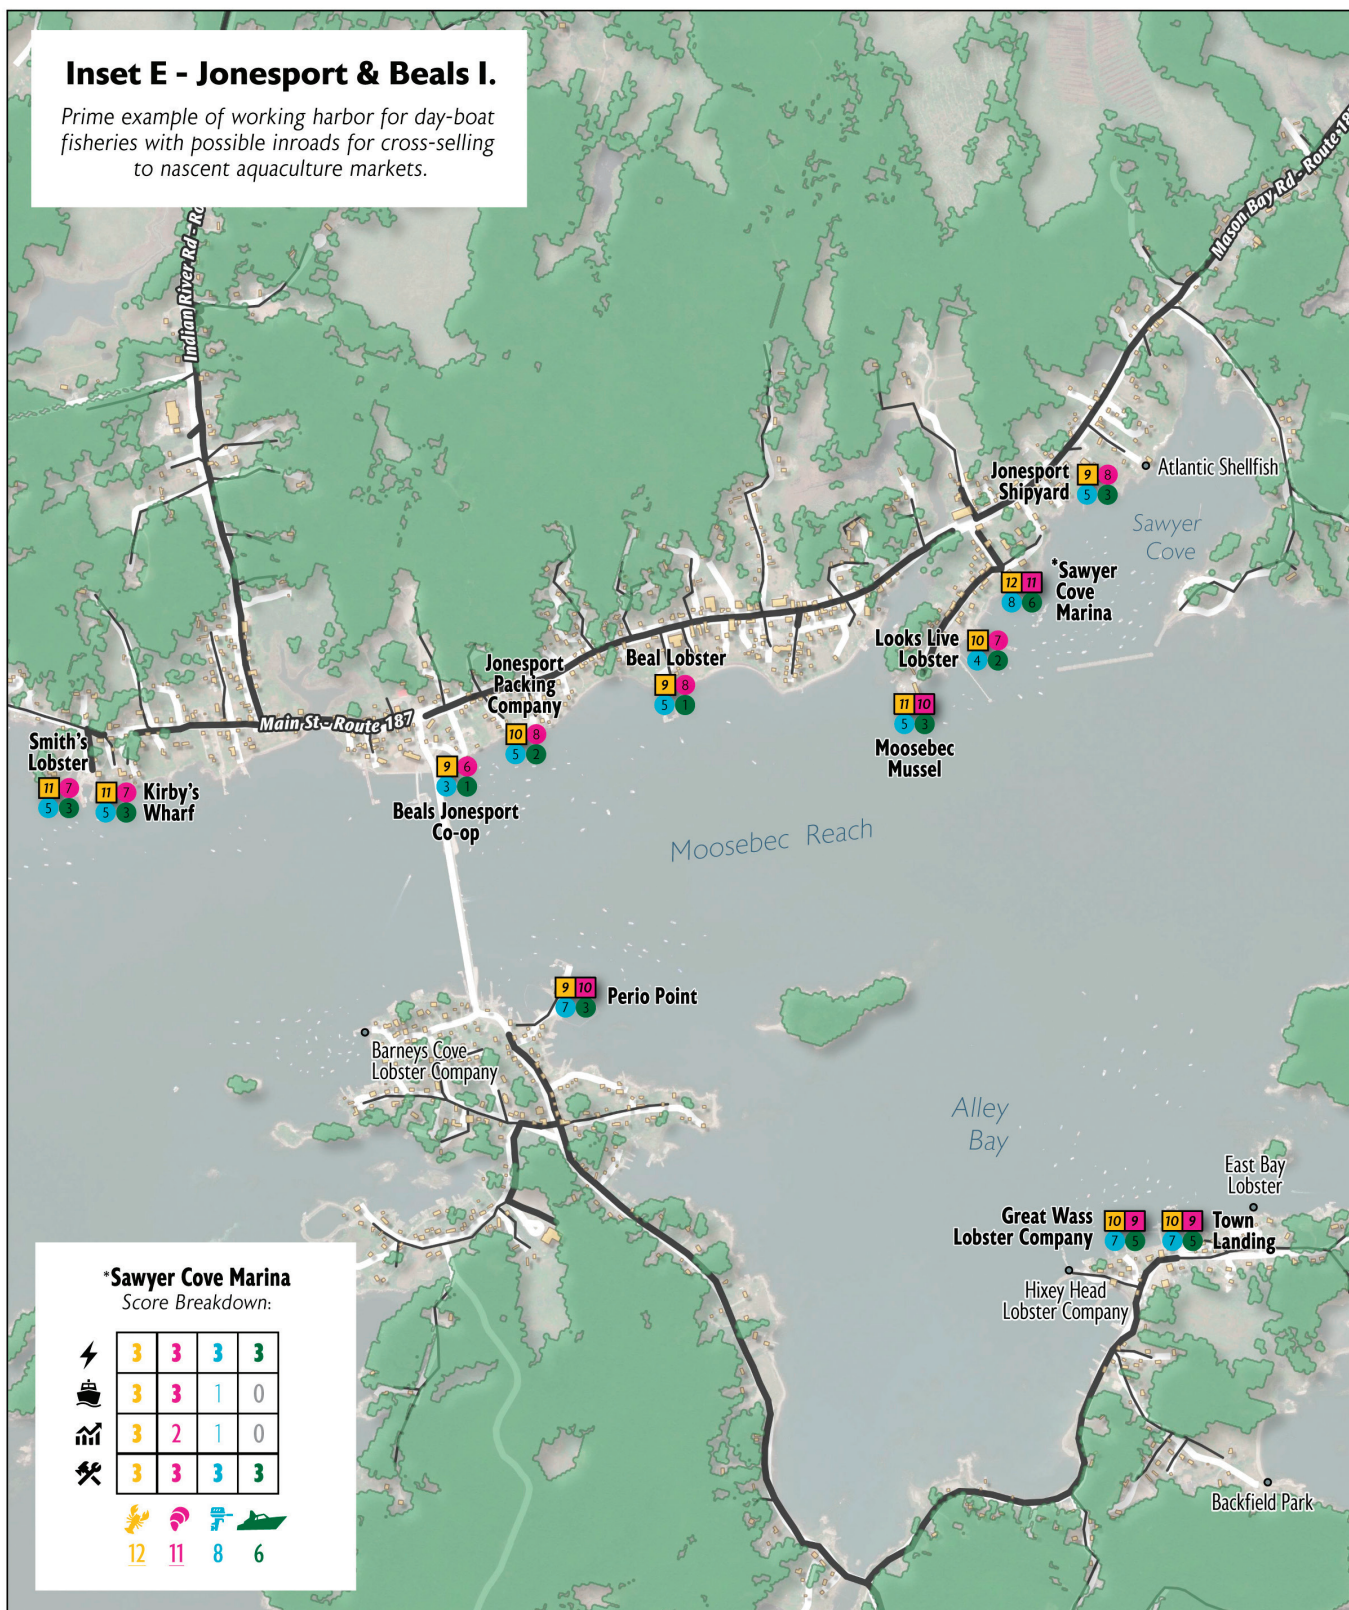 Inset E - Jonesport & Beals I.
Prime example of working harbor for day-boat
fisheries with possible inroads for cross-selling
to nascent aquaculture markets.
Indian River Rd - Ro
Mason Bay Rd - Route 187
Jonesport
Shipyard
9 8
5 3
Atlantic Shellfish
Sawyer
Cove
12 11
8 6
*Sawyer
Cove
Marina
Looks Live
Lobster
10 7
4 2
Beal Lobster
9 8
5 1
Jonesport
Packing
Company
10 8
5 2
11 10
5 3
Moosebec
Mussel
Main St - Route 187
Smith's
Lobster
11 7
5 3
11 7
5 3
Kirby's
Wharf
9 6
3 1
Beals Jonesport
Co-op
Moosebec Reach
9 10
7 3
Perio Point
Barneys Cove
Lobster Company
Alley
Bay
East Bay
Lobster
Great Wass
Lobster Company
10 9
7 5
10 9
7 5
Town
Landing
Hixey Head
Lobster Company
Backfield Park
*Sawyer Cove Marina
Score Breakdown:
3 3 3 3
3 3 1 0
3 2 1 0
3 3 3 3
12 11 8 6